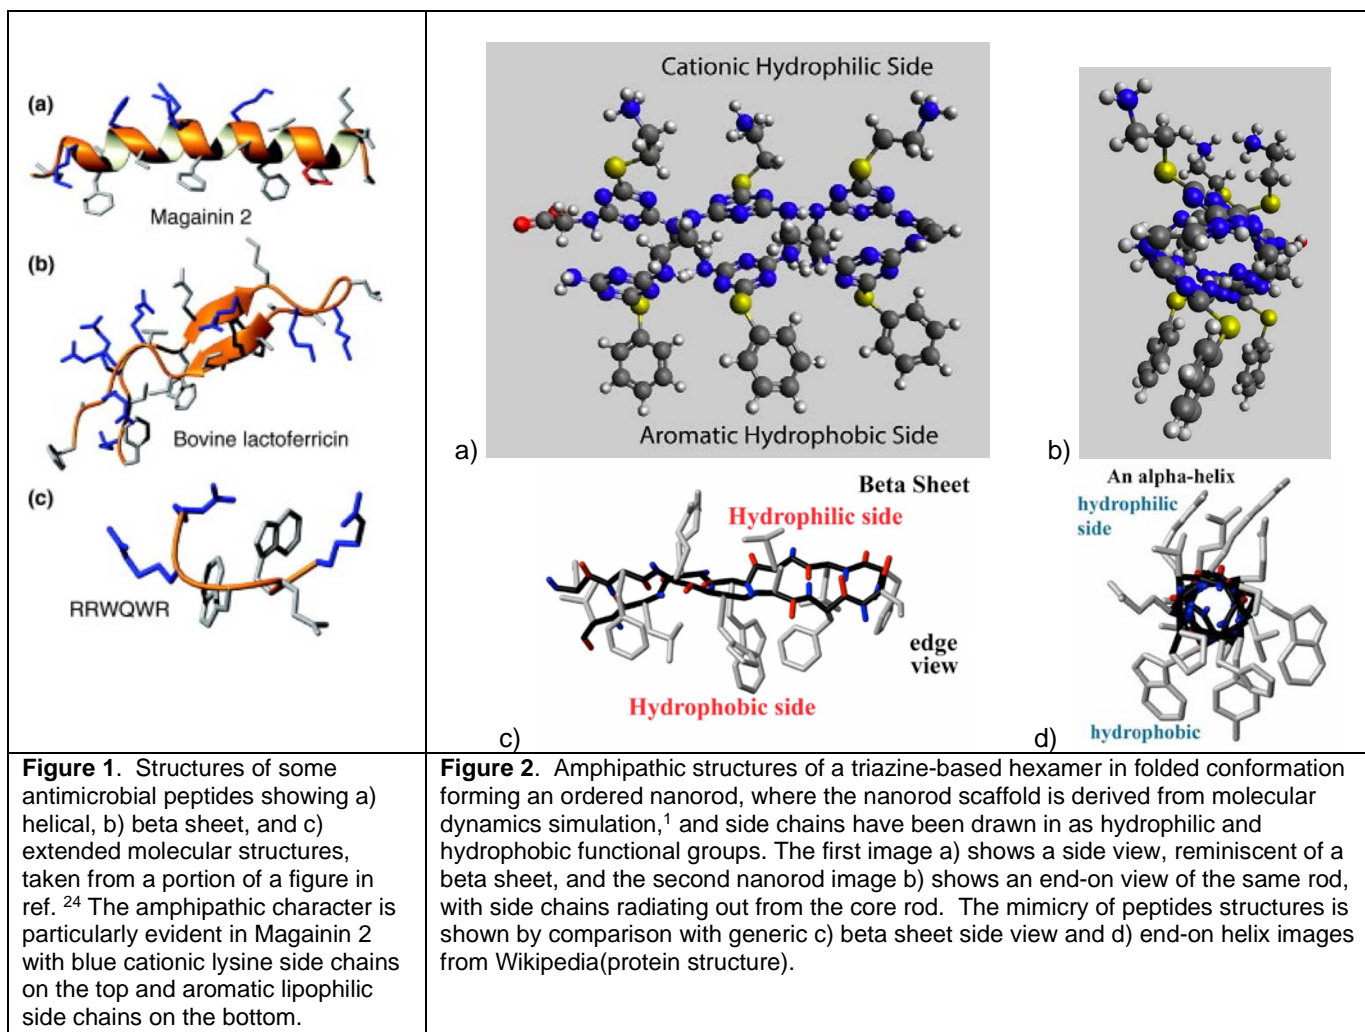 (a)
Magainin 2
(b)
Bovine lactoferricin
(c)
RRWQWR
Cationic Hydrophilic Side
Aromatic Hydrophobic Side
a)
b)
Beta Sheet
Hydrophilic side
edge
view
Hydrophobic side
c)
An alpha-helix
hydrophilic
side
hydrophobic
d)
Figure 1. Structures of some
antimicrobial peptides showing a)
helical, b) beta sheet, and c)
extended molecular structures,
taken from a portion of a figure in
ref. 24 The amphipathic character is
particularly evident in Magainin 2
with blue cationic lysine side chains
on the top and aromatic lipophilic
side chains on the bottom.
Figure 2. Amphipathic structures of a triazine-based hexamer in folded conformation
forming an ordered nanorod, where the nanorod scaffold is derived from molecular
dynamics simulation,1 and side chains have been drawn in as hydrophilic and
hydrophobic functional groups. The first image a) shows a side view, reminiscent of a
beta sheet, and the second nanorod image b) shows an end-on view of the same rod,
with side chains radiating out from the core rod. The mimicry of peptides structures is
shown by comparison with generic c) beta sheet side view and d) end-on helix images
from Wikipedia(protein structure).